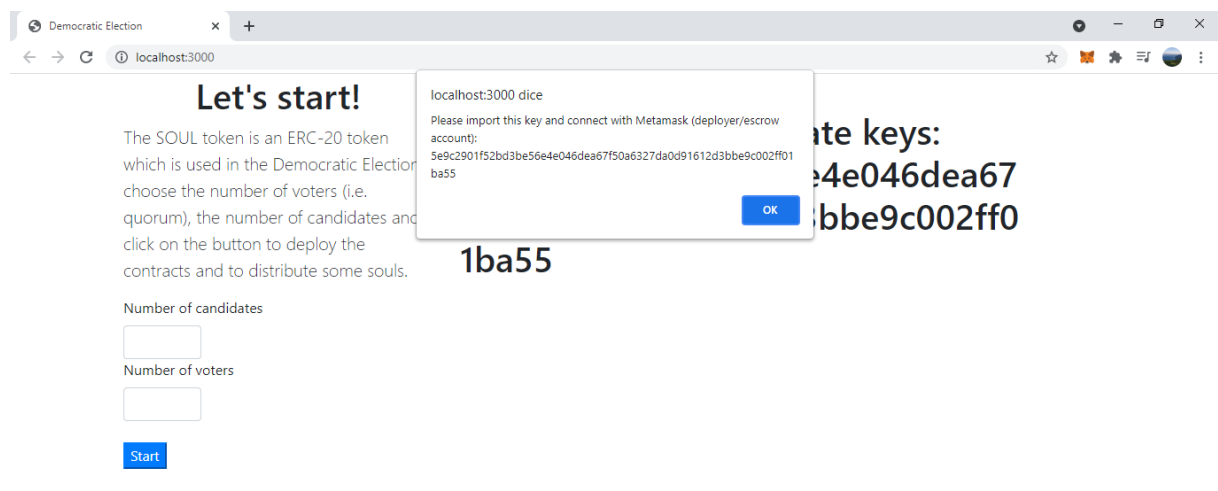 Democratic Election
localhost:3000
Let's start!
The SOUL token is an ERC-20 token
which is used in the Democratic Election
choose the number of voters (i.e.
quorum), the number of candidates and
click on the button to deploy the
contracts and to distribute some souls.
Number of candidates
Number of voters
Start
localhost:3000 dice
Please import this key and connect with Metamask (deployer/escrow
account):
5e9c2901f52bd3be56e4e046dea67f50a6327da0d91612d3bbe9c002ff01
ba55
OK
ate keys:
e4e046dea67
3bbe9c002ff0
1ba55